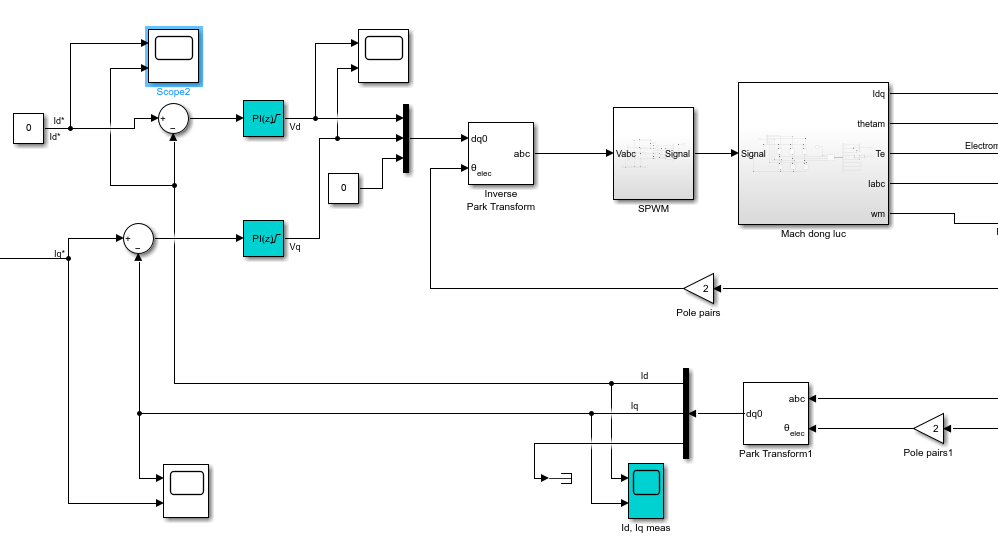 Scope2
0
Id*
Id*
+
−
PI(z)
Vd
0
dq0
θelec
abc
Inverse
Park Transform
Vabc
Signal
SPWM
Signal
Idq
thetam
Te
Iabc
wm
Mach dong luc
Electrom
Iq*
+
−
PI(z)
Vq
2
Pole pairs
Id
Iq
dq0
abc
θelec
Park Transform1
2
Pole pairs1
Id, Iq meas